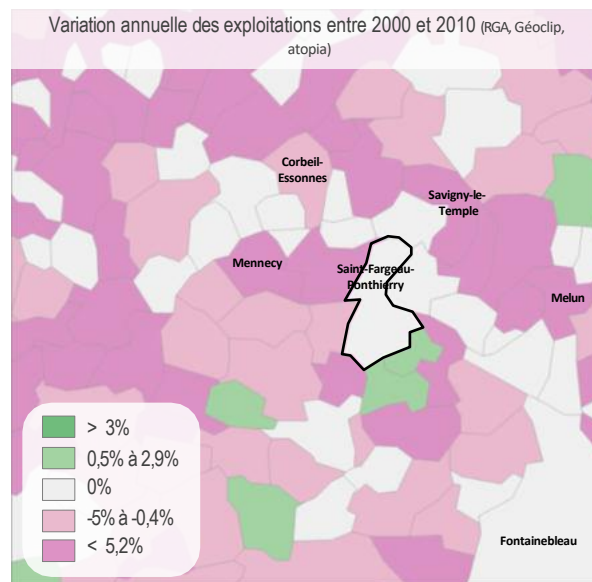 Variation annuelle des exploitations entre 2000 et 2010 (RGA, Géoclip,
atopia)
Corbeil-
Essonnes
Savigny-le-
Temple
Mennecy
Saint-Fargeau-
Ponthierry
Melun
> 3%
0,5% à 2,9%
0%
-5% à -0,4%
< 5,2%
Fontainebleau